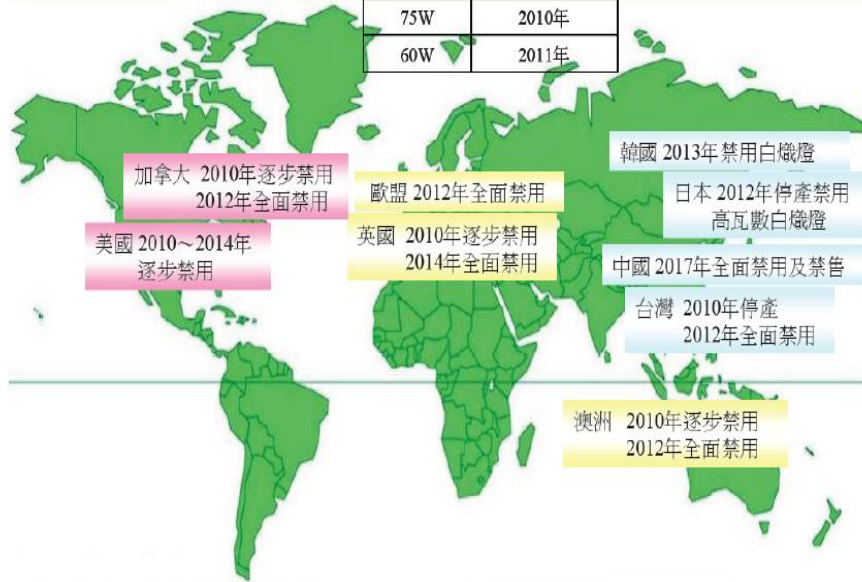 75W 2010年
60W 2011年
韓國 2013年禁用白熾燈
加拿大 2010年逐步禁用
2012年全面禁用
歐盟 2012年全面禁用
日本 2012年停產禁用
高瓦數白熾燈
美國 2010～2014年
逐步禁用
英國 2010年逐步禁用
2014年全面禁用
中國 2017年全面禁用及禁售
台灣 2010年停產
2012年全面禁用
澳洲 2010年逐步禁用
2012年全面禁用